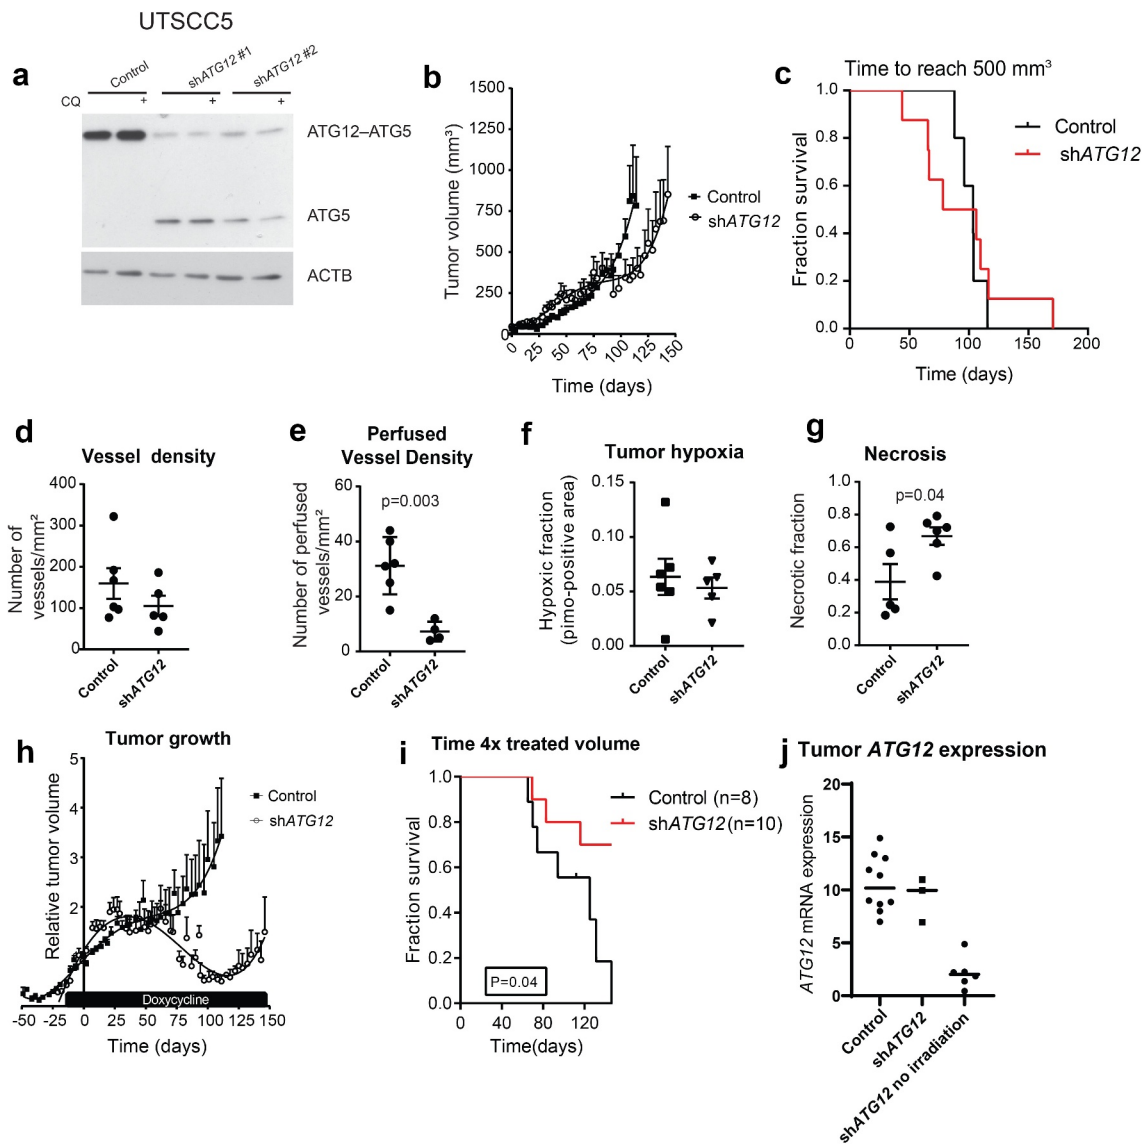 UTSCC5
a
Control
shATG12 #1
shATG12 #2
CQ + + +
ATG12–ATG5
ATG5
ACTB
b
Tumor volume (mm³)
1500
1250
1000
750
500
250
0
0 25 50 75 100 125 150
Time (days)
Control
shATG12
c
Time to reach 500 mm³
Fraction survival
1.0
0.8
0.6
0.4
0.2
0.0
0 50 100 150 200
Time (days)
Control
shATG12
d
Vessel density
Number of
vessels/mm²
400
300
200
100
0
Control
shATG12
e
Perfused
Vessel Density
p=0.003
Number of perfused
vessels/mm²
60
40
20
0
Control
shATG12
f
Tumor hypoxia
Hypoxic fraction
(pimo-positive area)
0.15
0.10
0.05
0.00
Control
shATG12
g
Necrosis
p=0.04
Necrotic fraction
1.0
0.8
0.6
0.4
0.2
0.0
Control
shATG12
h
Tumor growth
Relative tumor volume
5
4
3
2
Control
shATG12
Doxycycline
-50 -25 0 25 50 75 100 125 150
Time (days)
i
Time 4x treated volume
Fraction survival
1.0
0.8
0.6
0.4
0.2
0.0
P=0.04
0 40 80 120
Time(days)
Control (n=8)
shATG12 (n=10)
j
Tumor ATG12 expression
ATG12 mRNA expression
20
15
10
5
0
Control
shATG12
shATG12 no irradiation